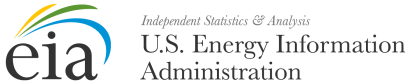 eia
Independent Statistics & Analysis
U.S. Energy Information
Administration